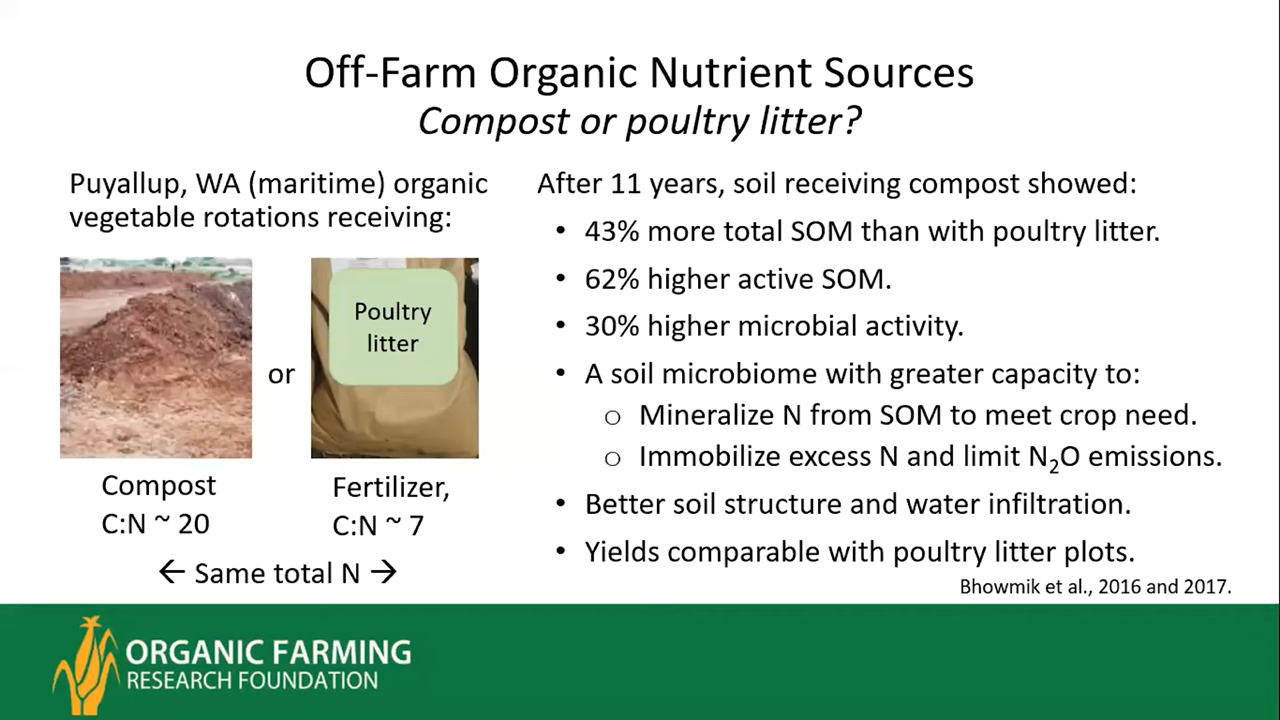 Off-Farm Organic Nutrient Sources
Compost or poultry litter?
Puyallup, WA (maritime) organic
vegetable rotations receiving:
Poultry
litter
or
Compost
C:N ~ 20
Fertilizer,
C:N ~ 7
← Same total N →
After 11 years, soil receiving compost showed:
• 43% more total SOM than with poultry litter.
• 62% higher active SOM.
• 30% higher microbial activity.
• A soil microbiome with greater capacity to:
o Mineralize N from SOM to meet crop need.
o Immobilize excess N and limit N₂O emissions.
• Better soil structure and water infiltration.
• Yields comparable with poultry litter plots.
Bhowmik et al., 2016 and 2017.
ORGANIC FARMING
RESEARCH FOUNDATION